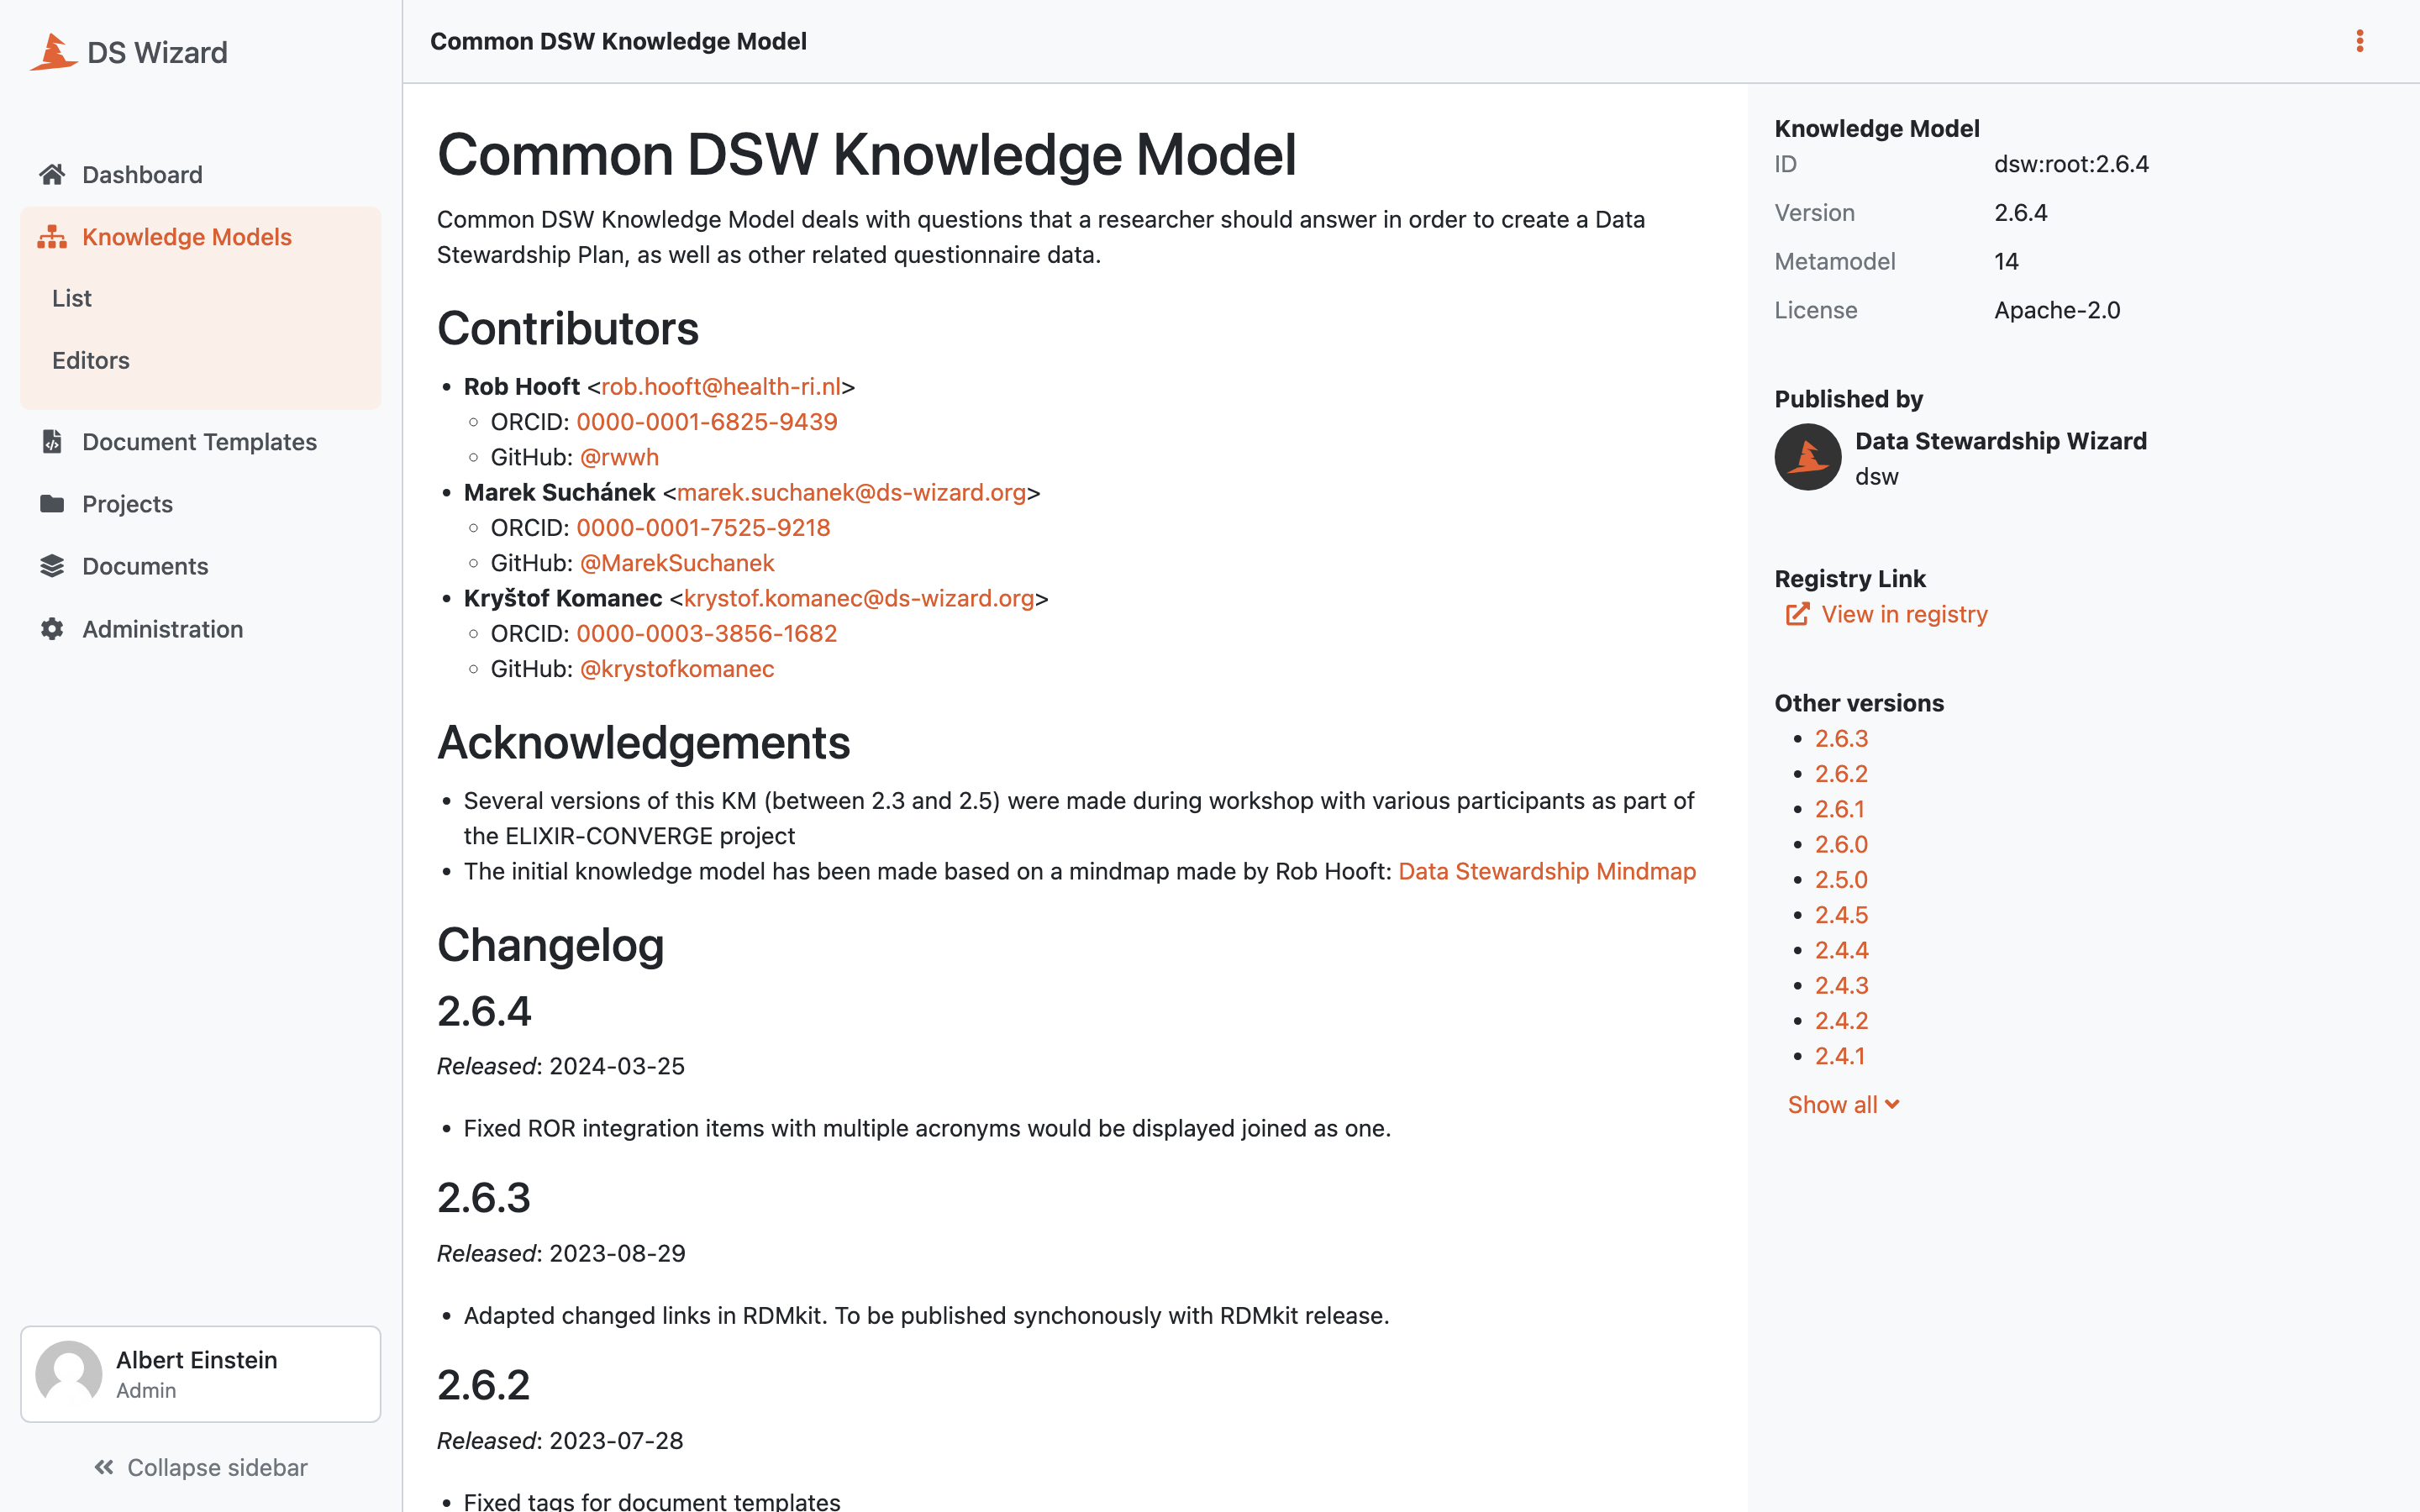 DS Wizard
Dashboard
Knowledge Models
List
Editors
Document Templates
Projects
Documents
Administration
Albert Einstein
Admin
Collapse sidebar
Common DSW Knowledge Model
Common DSW Knowledge Model
Common DSW Knowledge Model deals with questions that a researcher should answer in order to create a Data
Stewardship Plan, as well as other related questionnaire data.
Contributors
• Rob Hooft <rob.hooft@health-ri.nl>
◦ ORCID: 0000-0001-6825-9439
◦ GitHub: @rwwh
• Marek Suchánek <marek.suchanek@ds-wizard.org>
◦ ORCID: 0000-0001-7525-9218
◦ GitHub: @MarekSuchanek
• Kryštof Komanec <krystof.komanec@ds-wizard.org>
◦ ORCID: 0000-0003-3856-1682
◦ GitHub: @krystofkomanec
Acknowledgements
• Several versions of this KM (between 2.3 and 2.5) were made during workshop with various participants as part of
the ELIXIR-CONVERGE project
• The initial knowledge model has been made based on a mindmap made by Rob Hooft: Data Stewardship Mindmap
Changelog
2.6.4
Released: 2024-03-25
• Fixed ROR integration items with multiple acronyms would be displayed joined as one.
2.6.3
Released: 2023-08-29
• Adapted changed links in RDMkit. To be published synchonously with RDMkit release.
2.6.2
Released: 2023-07-28
• Fixed tags for document templates
Knowledge Model
ID dsw:root:2.6.4
Version 2.6.4
Metamodel 14
License Apache-2.0
Published by
Data Stewardship Wizard
dsw
Registry Link
View in registry
Other versions
• 2.6.3
• 2.6.2
• 2.6.1
• 2.6.0
• 2.5.0
• 2.4.5
• 2.4.4
• 2.4.3
• 2.4.2
• 2.4.1
Show all